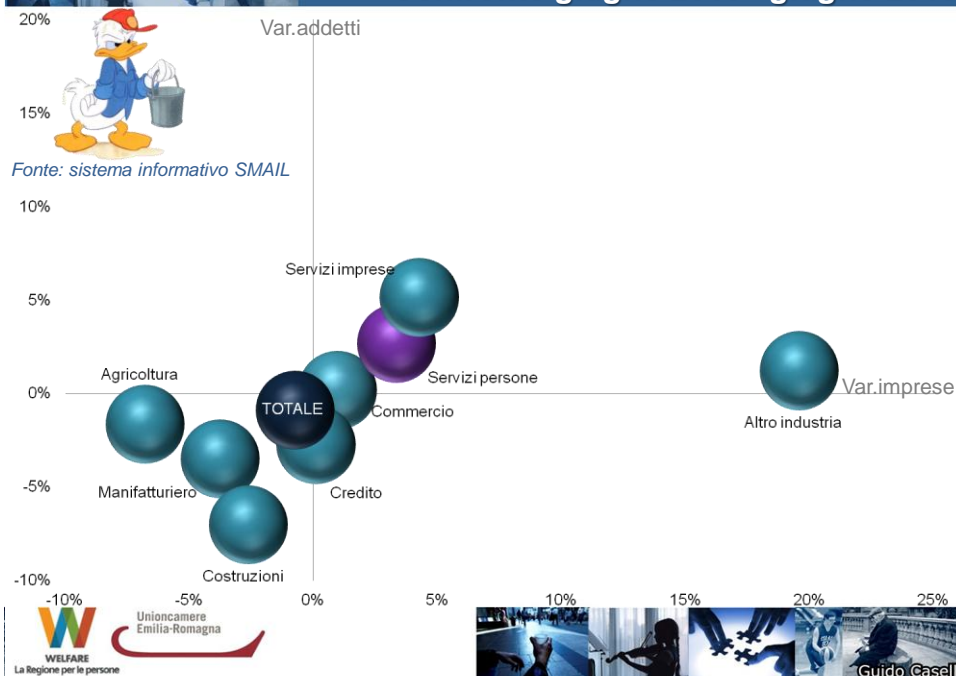 20%
Var.addetti
15%
Fonte: sistema informativo SMAIL
10%
Servizi imprese
5%
Agricoltura
Servizi persone
0%
Var.imprese
TOTALE
Commercio
Altro industria
Manifatturiero
Credito
-5%
Costruzioni
-10%
-10%
-5%
0%
5%
10%
15%
20%
25%
Unioncamere
Emilia-Romagna
WELFARE
La Regione per le persone
Guido Casell